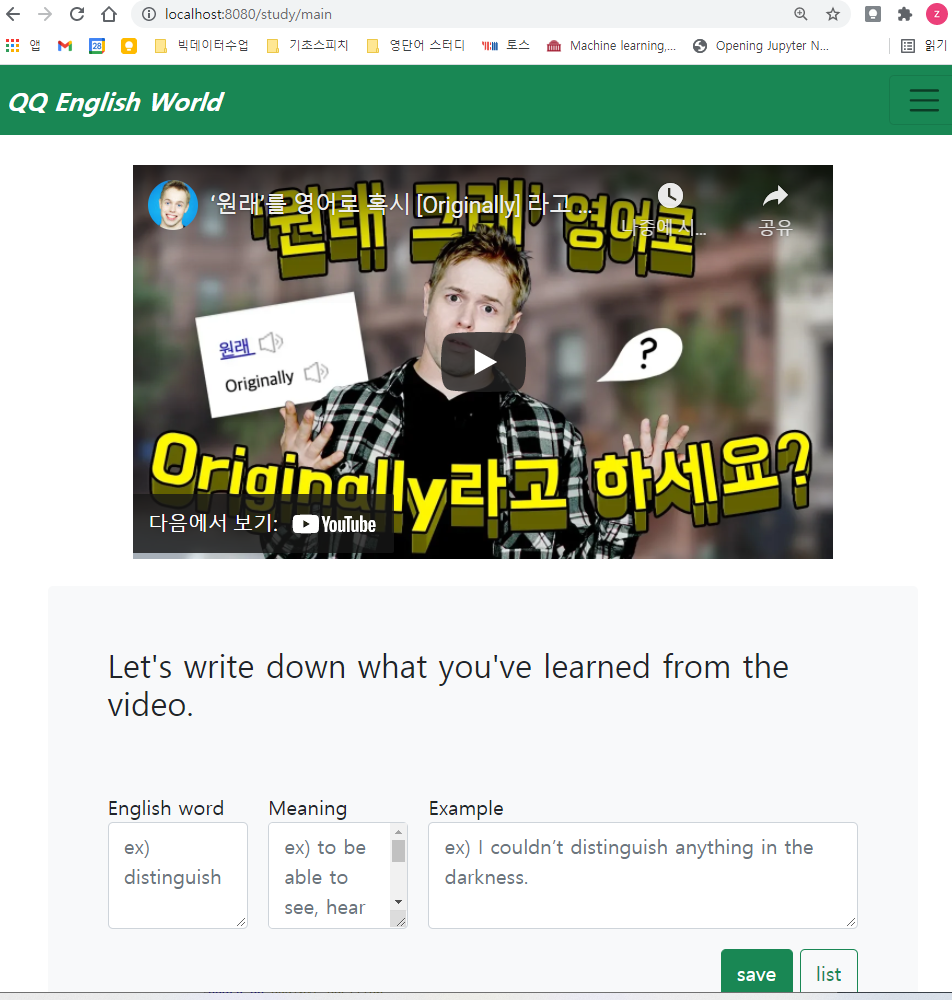 localhost:8080/study/main
z
앱
28
빅데이터수업
기초스피치
영단어 스터디
토스
Machine learning,...
Opening Jupyter N...
읽기
QQ English World
'원래'를 영어로 혹시 [Originally] 라고 ...
나중에 시...
공유
'원래 그래' 영어로
원래
Originally
?
Originally라고 하세요?
다음에서 보기: YouTube
Let's write down what you've learned from the
video.
English word Meaning Example
ex)
distinguish
ex) to be
able to
see, hear
ex) I couldn't distinguish anything in the
darkness.
save list